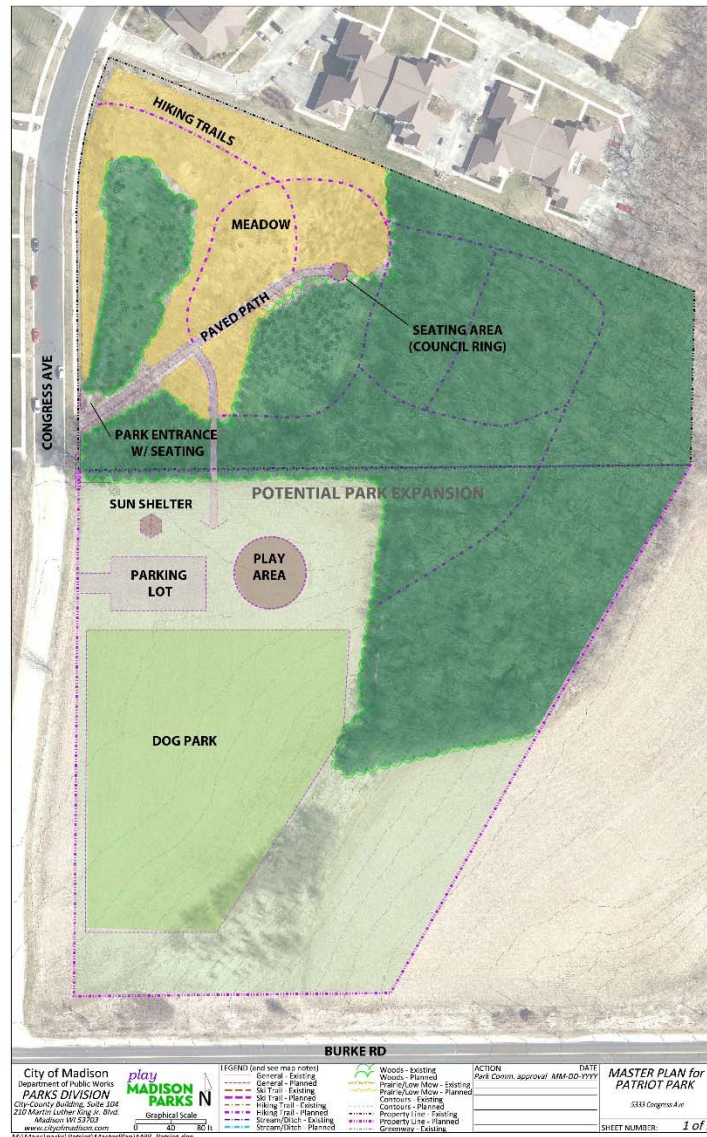 HIKING TRAILS
MEADOW
PAVED PATH
SEATING AREA
(COUNCIL RING)
CONGRESS AVE
PARK ENTRANCE
W/ SEATING
POTENTIAL PARK EXPANSION
SUN SHELTER
PARKING
LOT
PLAY
AREA
DOG PARK
BURKE RD
City of Madison
Department of Public Works
PARKS DIVISION
City-County Building, Suite 104
210 Martin Luther King Jr. Blvd.
Madison WI 53703
www.cityofmadison.com
play
MADISON
PARKS
N
Graphical Scale
0 40 80 ft
LEGEND (and see map notes)
General - Existing
General - Planned
Ski Trail - Existing
Ski Trail - Planned
Hiking Trail - Existing
Hiking Trail - Planned
Stream/Ditch - Existing
Stream/Ditch - Planned
Woods - Existing
Woods - Planned
Prairie/Low Mow - Existing
Prairie/Low Mow - Planned
Contours - Existing
Contours - Planned
Property Line - Existing
Property Line - Planned
Greenway - Existing
ACTION DATE
Park Comm. approval MM-DD-YYYY
MASTER PLAN for
PATRIOT PARK
5333 Congress Ave
SHEET NUMBER: 1 of